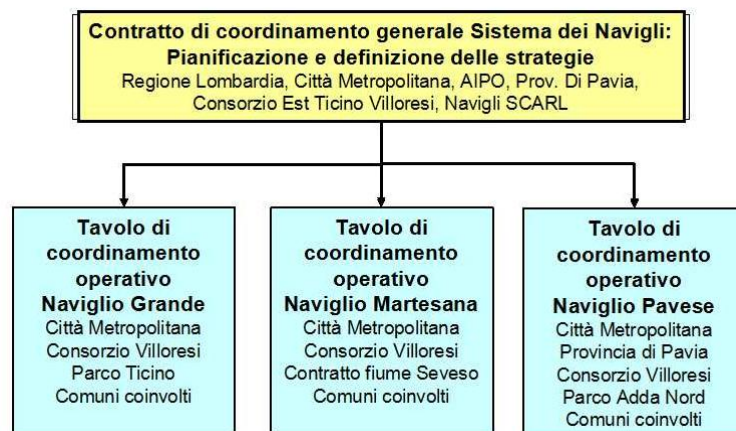 Contratto di coordinamento generale Sistema dei Navigli:
Pianificazione e definizione delle strategie
Regione Lombardia, Città Metropolitana, AIPO, Prov. Di Pavia,
Consorzio Est Ticino Villoresi, Navigli SCARL
Tavolo di
coordinamento
operativo
Naviglio Grande
Città Metropolitana
Consorzio Villoresi
Parco Ticino
Comuni coinvolti
Tavolo di
coordinamento
operativo
Naviglio Martesana
Città Metropolitana
Consorzio Villoresi
Contratto fiume Seveso
Comuni coinvolti
Tavolo di
coordinamento
operativo
Naviglio Pavese
Città Metropolitana
Provincia di Pavia
Consorzio Villoresi
Parco Adda Nord
Comuni coinvolti